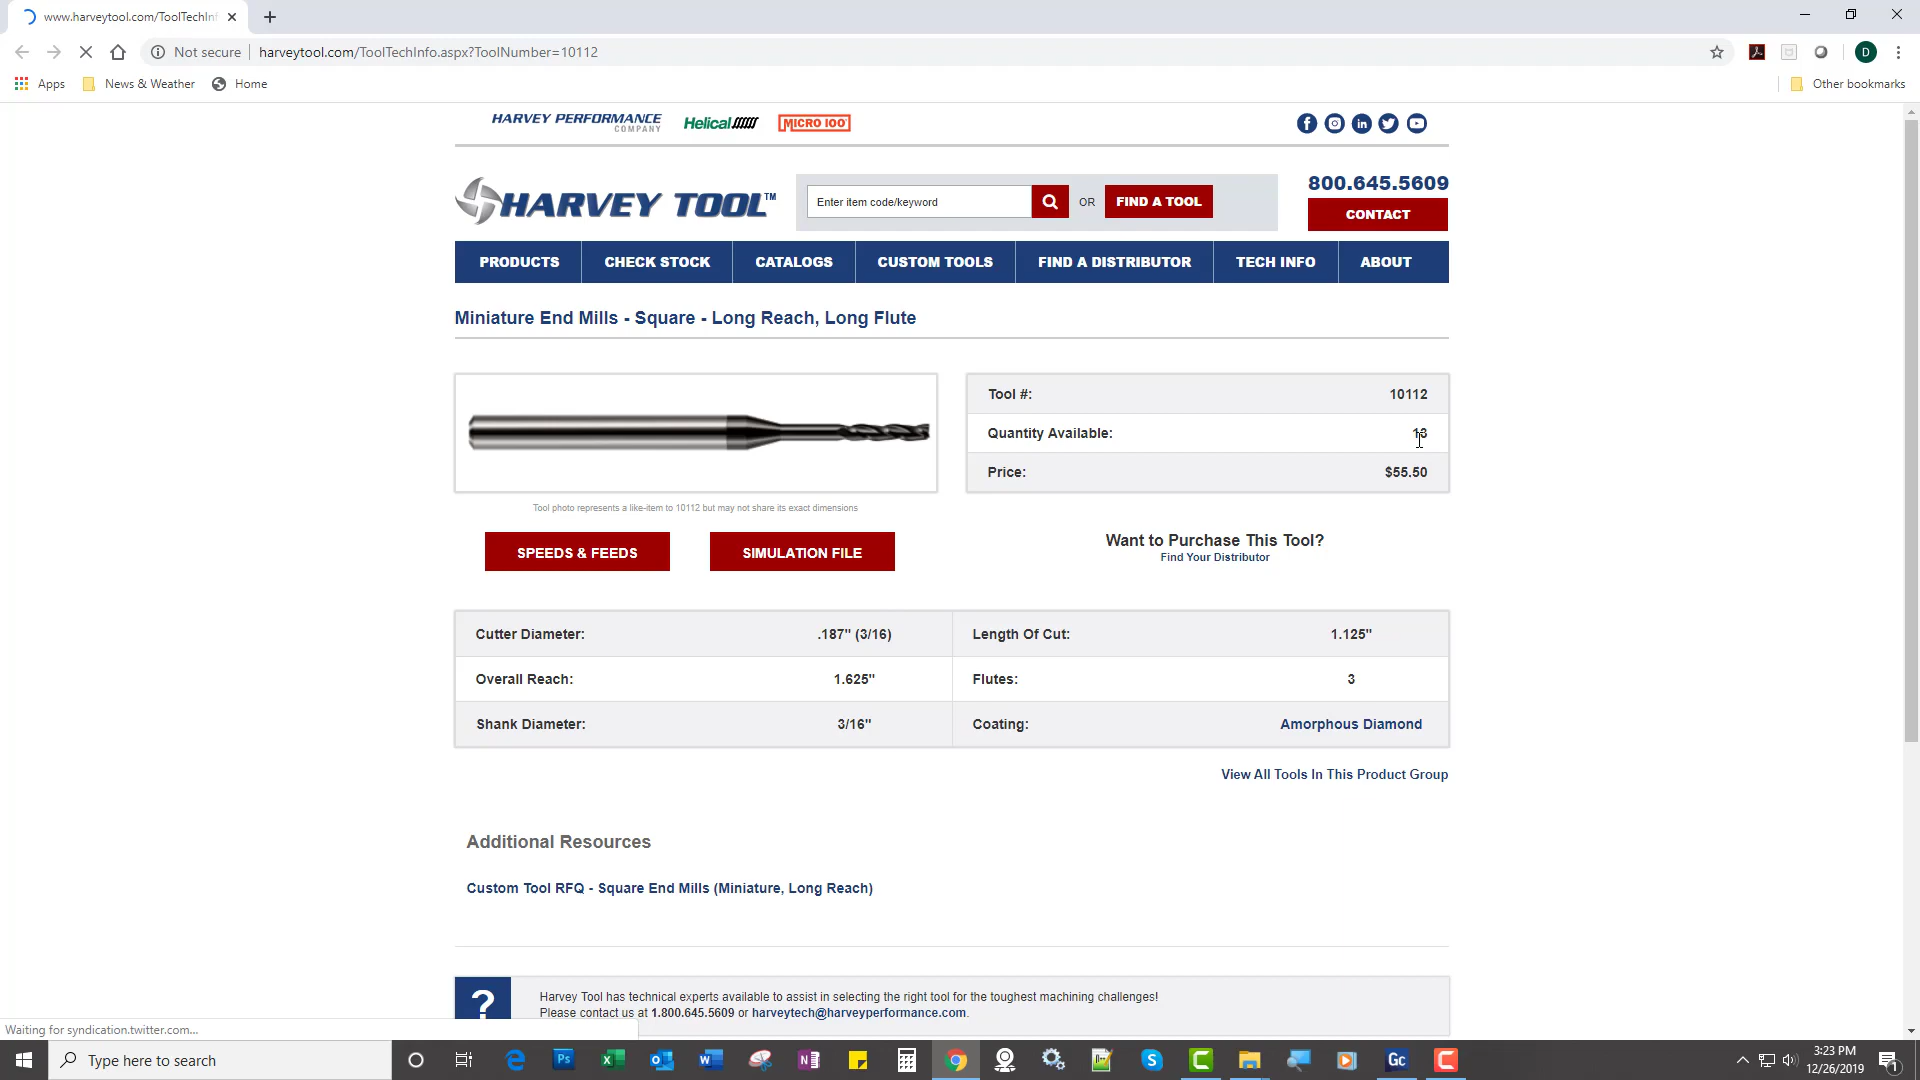 www.harveytool.com/ToolTechInf
Not secure
harveytool.com/ToolTechInfo.aspx?ToolNumber=10112
D
Apps
News & Weather
Home
Other bookmarks
HARVEY PERFORMANCE
COMPANY
Helical
MICRO 100
HARVEY TOOL™
Enter item code/keyword
OR
FIND A TOOL
800.645.5609
CONTACT
PRODUCTS
CHECK STOCK
CATALOGS
CUSTOM TOOLS
FIND A DISTRIBUTOR
TECH INFO
ABOUT
Miniature End Mills - Square - Long Reach, Long Flute
Tool #: 10112
Quantity Available: 13
Price: $55.50
Tool photo represents a like-item to 10112 but may not share its exact dimensions
SPEEDS & FEEDS
SIMULATION FILE
Want to Purchase This Tool?
Find Your Distributor
Cutter Diameter: .187" (3/16) Length Of Cut: 1.125"
Overall Reach: 1.625" Flutes: 3
Shank Diameter: 3/16" Coating: Amorphous Diamond
View All Tools In This Product Group
Additional Resources
Custom Tool RFQ - Square End Mills (Miniature, Long Reach)
?
Harvey Tool has technical experts available to assist in selecting the right tool for the toughest machining challenges!
Please contact us at 1.800.645.5609 or harveytech@harveyperformance.com.
Waiting for syndication.twitter.com...
Type here to search
Ps
Gc
3:23 PM
12/26/2019
1